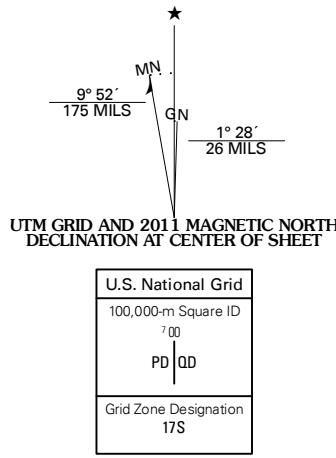 ★
MN
GN
9° 52´
175 MILS
1° 28´
26 MILS
UTM GRID AND 2011 MAGNETIC NORTH
DECLINATION AT CENTER OF SHEET
U.S. National Grid
100,000-m Square ID
⁷00
PD QD
Grid Zone Designation
17S